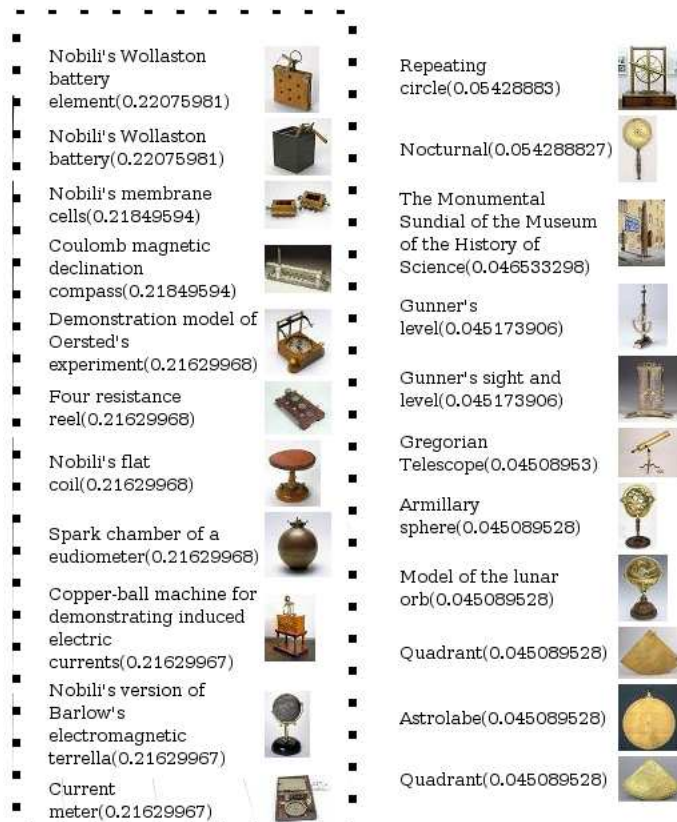 Nobili's Wollaston
battery
element(0.22075981)
Nobili's Wollaston
battery(0.22075981)
Nobili's membrane
cells(0.21849594)
Coulomb magnetic
declination
compass(0.21849594)
Demonstration model of
Oersted's
experiment(0.21629968)
Four resistance
reel(0.21629968)
Nobili's flat
coil(0.21629968)
Spark chamber of a
eudiometer(0.21629968)
Copper-ball machine for
demonstrating induced
electric
currents(0.21629967)
Nobili's version of
Barlow's
electromagnetic
terrella(0.21629967)
Current
meter(0.21629967)
Repeating
circle(0.05428883)
Nocturnal(0.054288827)
The Monumental
Sundial of the Museum
of the History of
Science(0.046533298)
Gunner's
level(0.045173906)
Gunner's sight and
level(0.045173906)
Gregorian
Telescope(0.04508953)
Armillary
sphere(0.045089528)
Model of the lunar
orb(0.045089528)
Quadrant(0.045089528)
Astrolabe(0.045089528)
Quadrant(0.045089528)